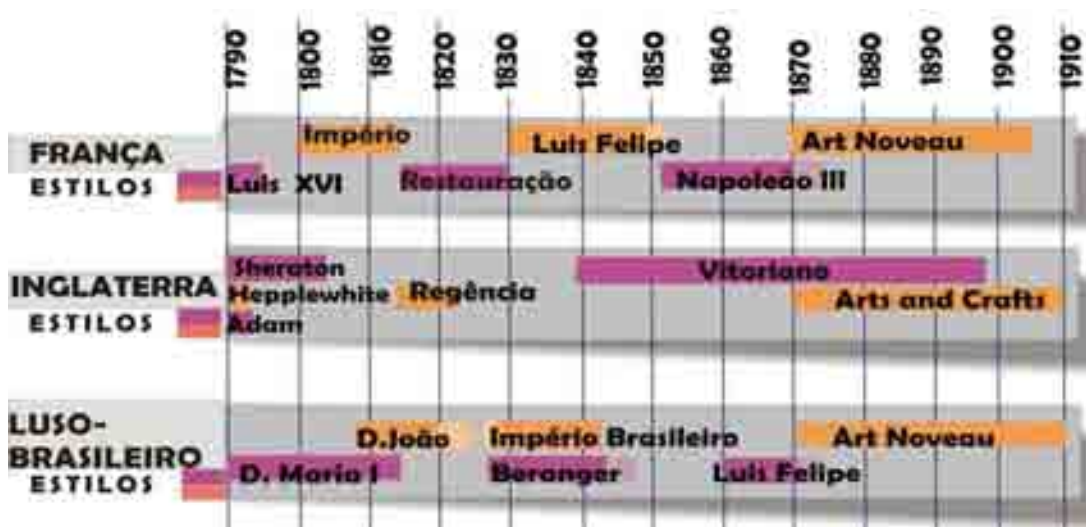 1790 1800 1810 1820 1830 1840 1850 1860 1870 1880 1890 1900 1910
FRANÇA
ESTILOS
Império Luis Felipe Art Noveau
Luis XVI Restauração Napoleão III
INGLATERRA
ESTILOS
Sheraton Vitoriano
Hepplewhite Regência Arts and Crafts
Adam
LUSO-
BRASILEIRO
ESTILOS
D.João Império Brasileiro Art Noveau
D. Maria I Beranger Luis Felipe